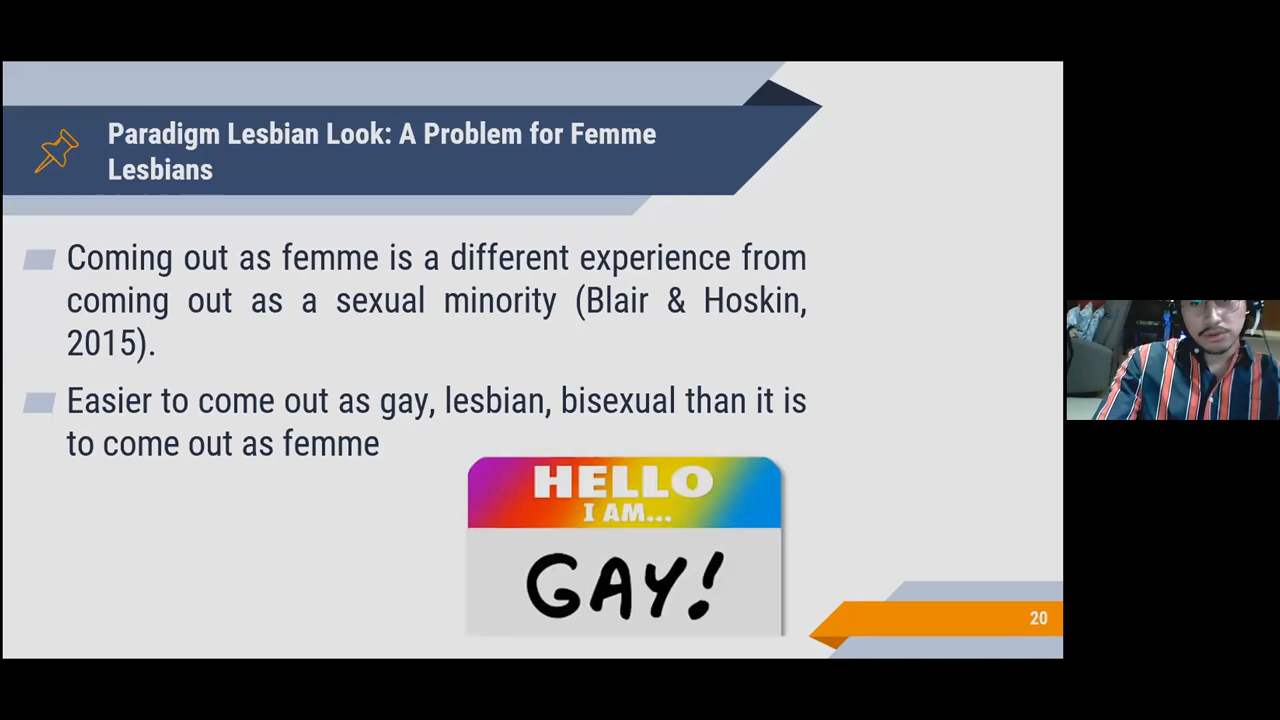 Paradigm Lesbian Look: A Problem for Femme
Lesbians
Coming out as femme is a different experience from
coming out as a sexual minority (Blair & Hoskin,
2015).
Easier to come out as gay, lesbian, bisexual than it is
to come out as femme
HELLO
I AM...
GAY!
20